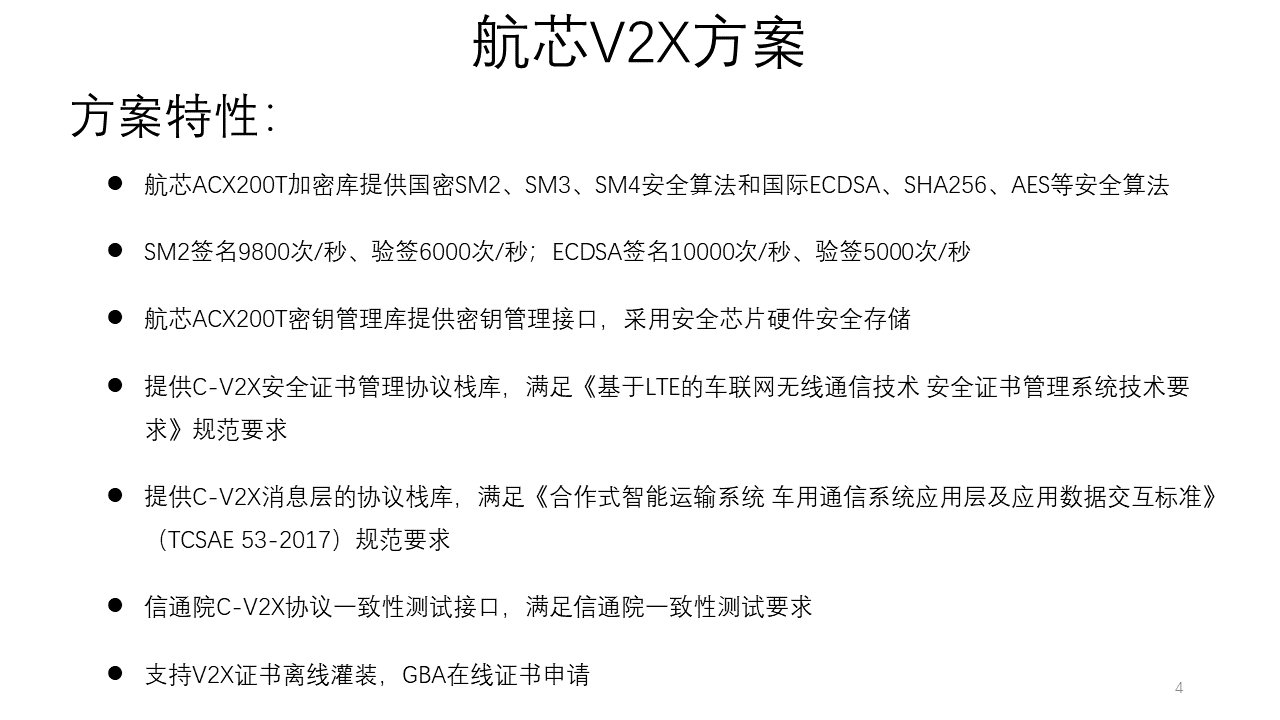 航芯V2X方案
方案特性：
● 航芯ACX200T加密库提供国密SM2、SM3、SM4安全算法和国际ECDSA、SHA256、AES等安全算法
● SM2签名9800次/秒、验签6000次/秒；ECDSA签名10000次/秒、验签5000次/秒
● 航芯ACX200T密钥管理库提供密钥管理接口，采用安全芯片硬件安全存储
● 提供C-V2X安全证书管理协议栈库，满足《基于LTE的车联网无线通信技术 安全证书管理系统技术要
求》规范要求
● 提供C-V2X消息层的协议栈库，满足《合作式智能运输系统 车用通信系统应用层及应用数据交互标准》
（TCSAE 53-2017）规范要求
● 信通院C-V2X协议一致性测试接口，满足信通院一致性测试要求
● 支持V2X证书离线灌装，GBA在线证书申请
4